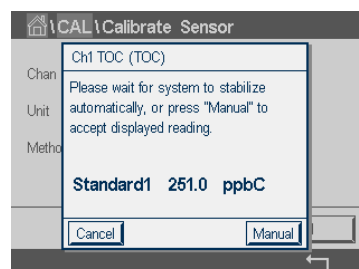 \CAL\Calibrate Sensor
Ch1 TOC (TOC)
Chan
Unit
Metho
Please wait for system to stabilize
automatically, or press "Manual" to
accept displayed reading.
Standard1 251.0 ppbC
Cancel Manual